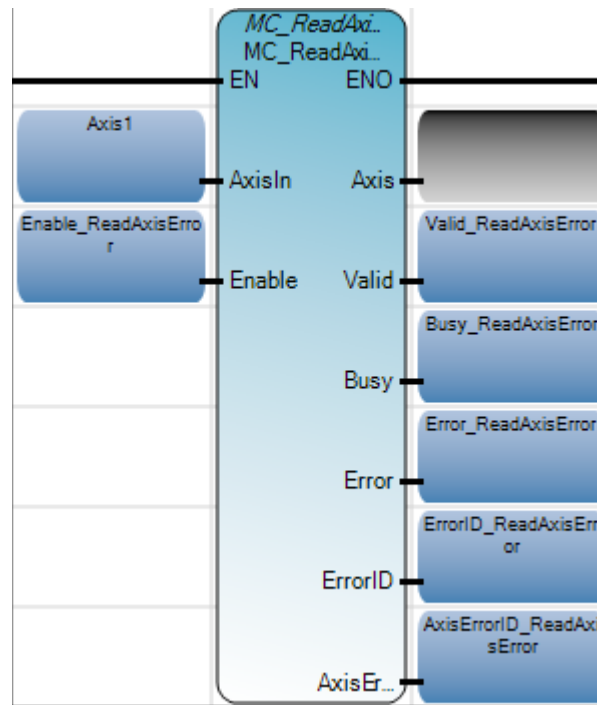 MC_ReadAxi...
MC_ReadAxi...
EN ENO
Axis1
AxisIn Axis
Enable_ReadAxisErro
r
Valid_ReadAxisError
Enable Valid
Busy_ReadAxisError
Busy
Error_ReadAxisError
Error
ErrorID_ReadAxisErr
or
ErrorID
AxisErrorID_ReadAxi
sError
AxisEr...